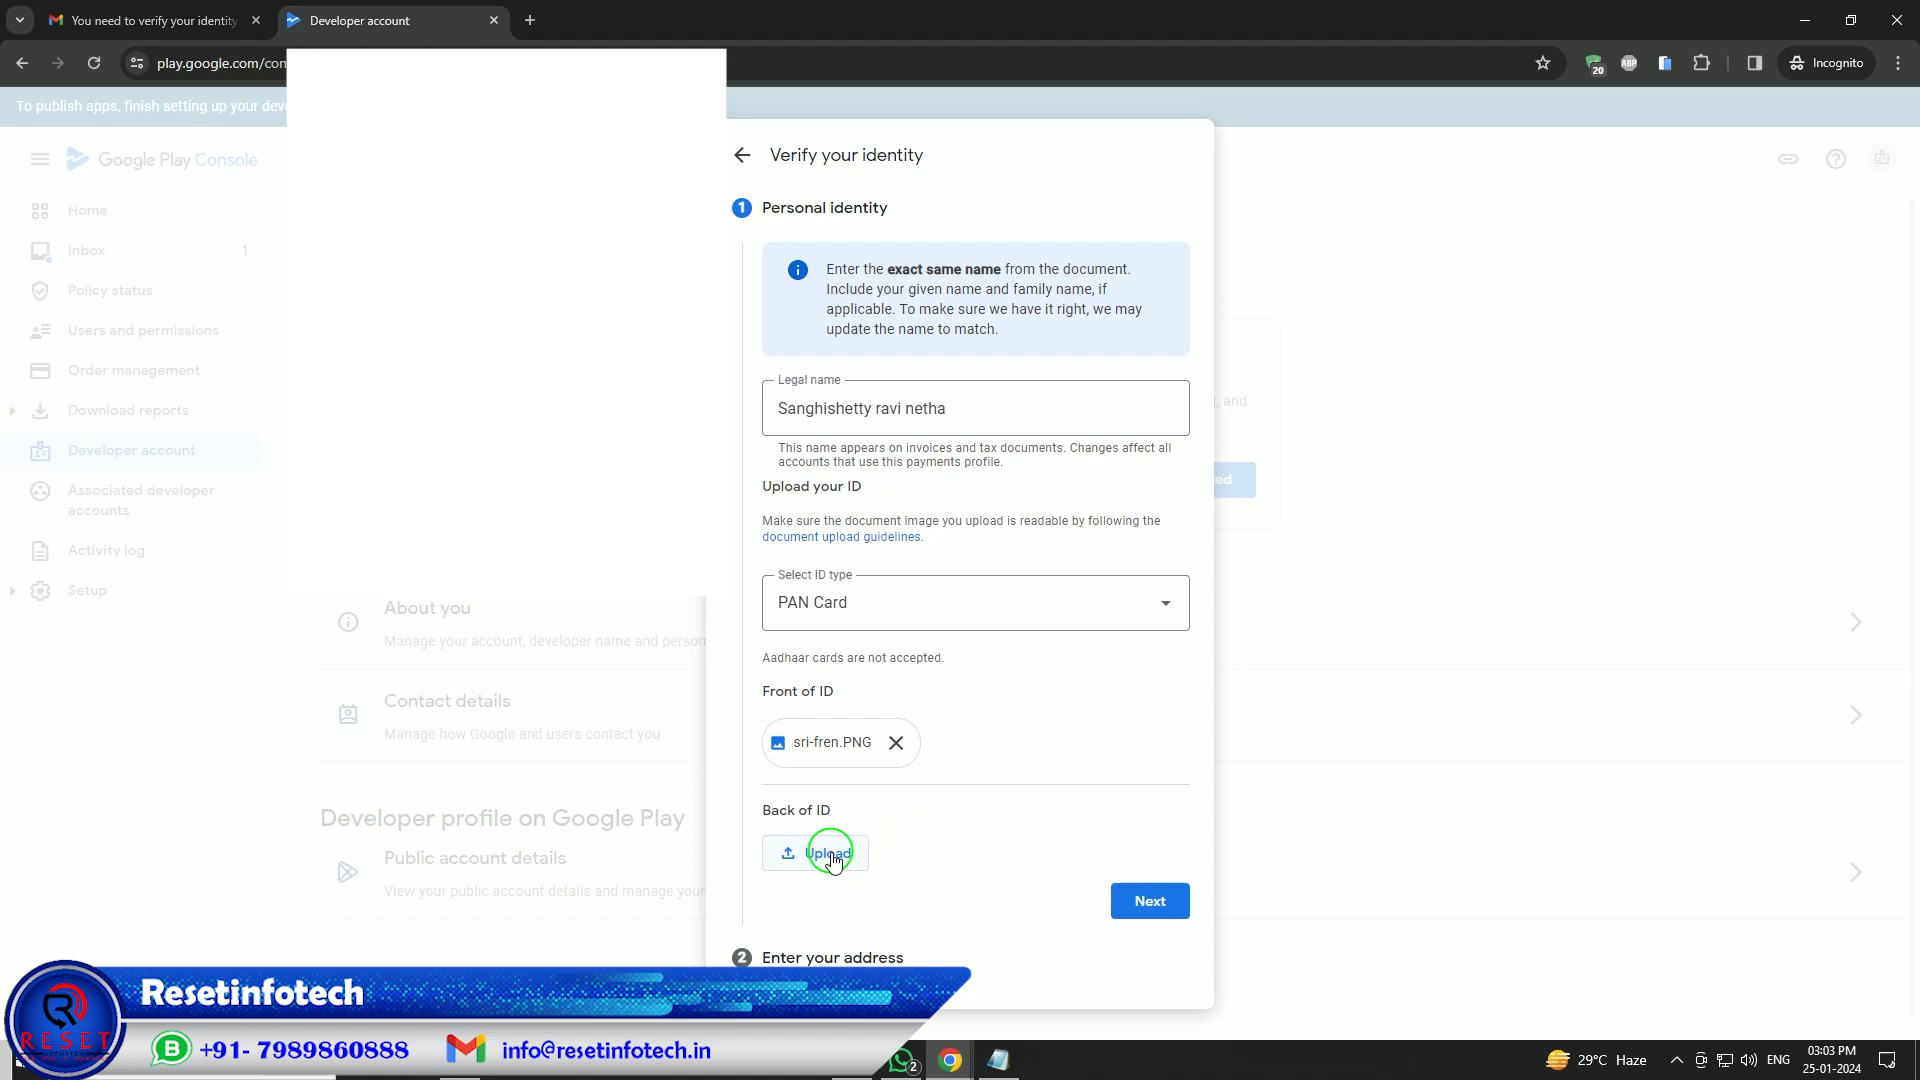 You need to verify your identity
Developer account
play.google.com/con
20
ABP
Incognito
To publish apps, finish setting up your deve
Google Play Console
Home
Inbox
1
Policy status
Users and permissions
Order management
Download reports
Developer account
Associated developer
accounts
Activity log
Setup
Verify your identity
1 Personal identity
Enter the exact same name from the document.
Include your given name and family name, if
applicable. To make sure we have it right, we may
update the name to match.
Legal name
Sanghishetty ravi netha
This name appears on invoices and tax documents. Changes affect all
accounts that use this payments profile.
Upload your ID
Make sure the document image you upload is readable by following the
document upload guidelines.
Select ID type
PAN Card
Aadhaar cards are not accepted.
Front of ID
sri-fren.PNG
Back of ID
Upload
Next
2 Enter your address
t, and
ed
About you
Manage your account, developer name and person
Contact details
Manage how Google and users contact you
Developer profile on Google Play
Public account details
View your public account details and manage your
Resetinfotech
RESET
+91- 7989860888
info@resetinfotech.in
2
29°C Haze
ENG
03:03 PM
25-01-2024